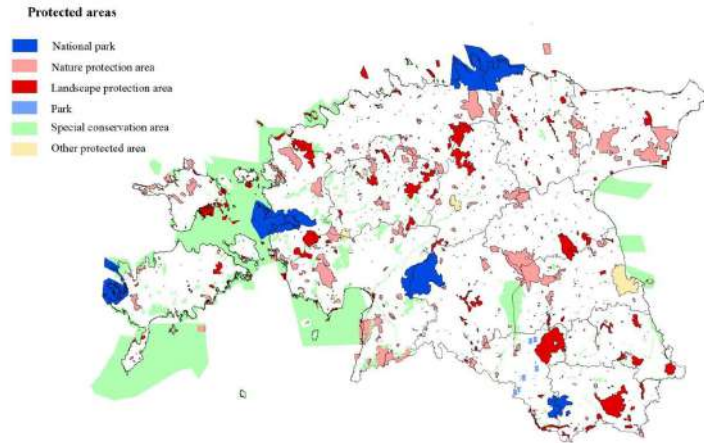 Protected areas
National park
Nature protection area
Landscape protection area
Park
Special conservation area
Other protected area